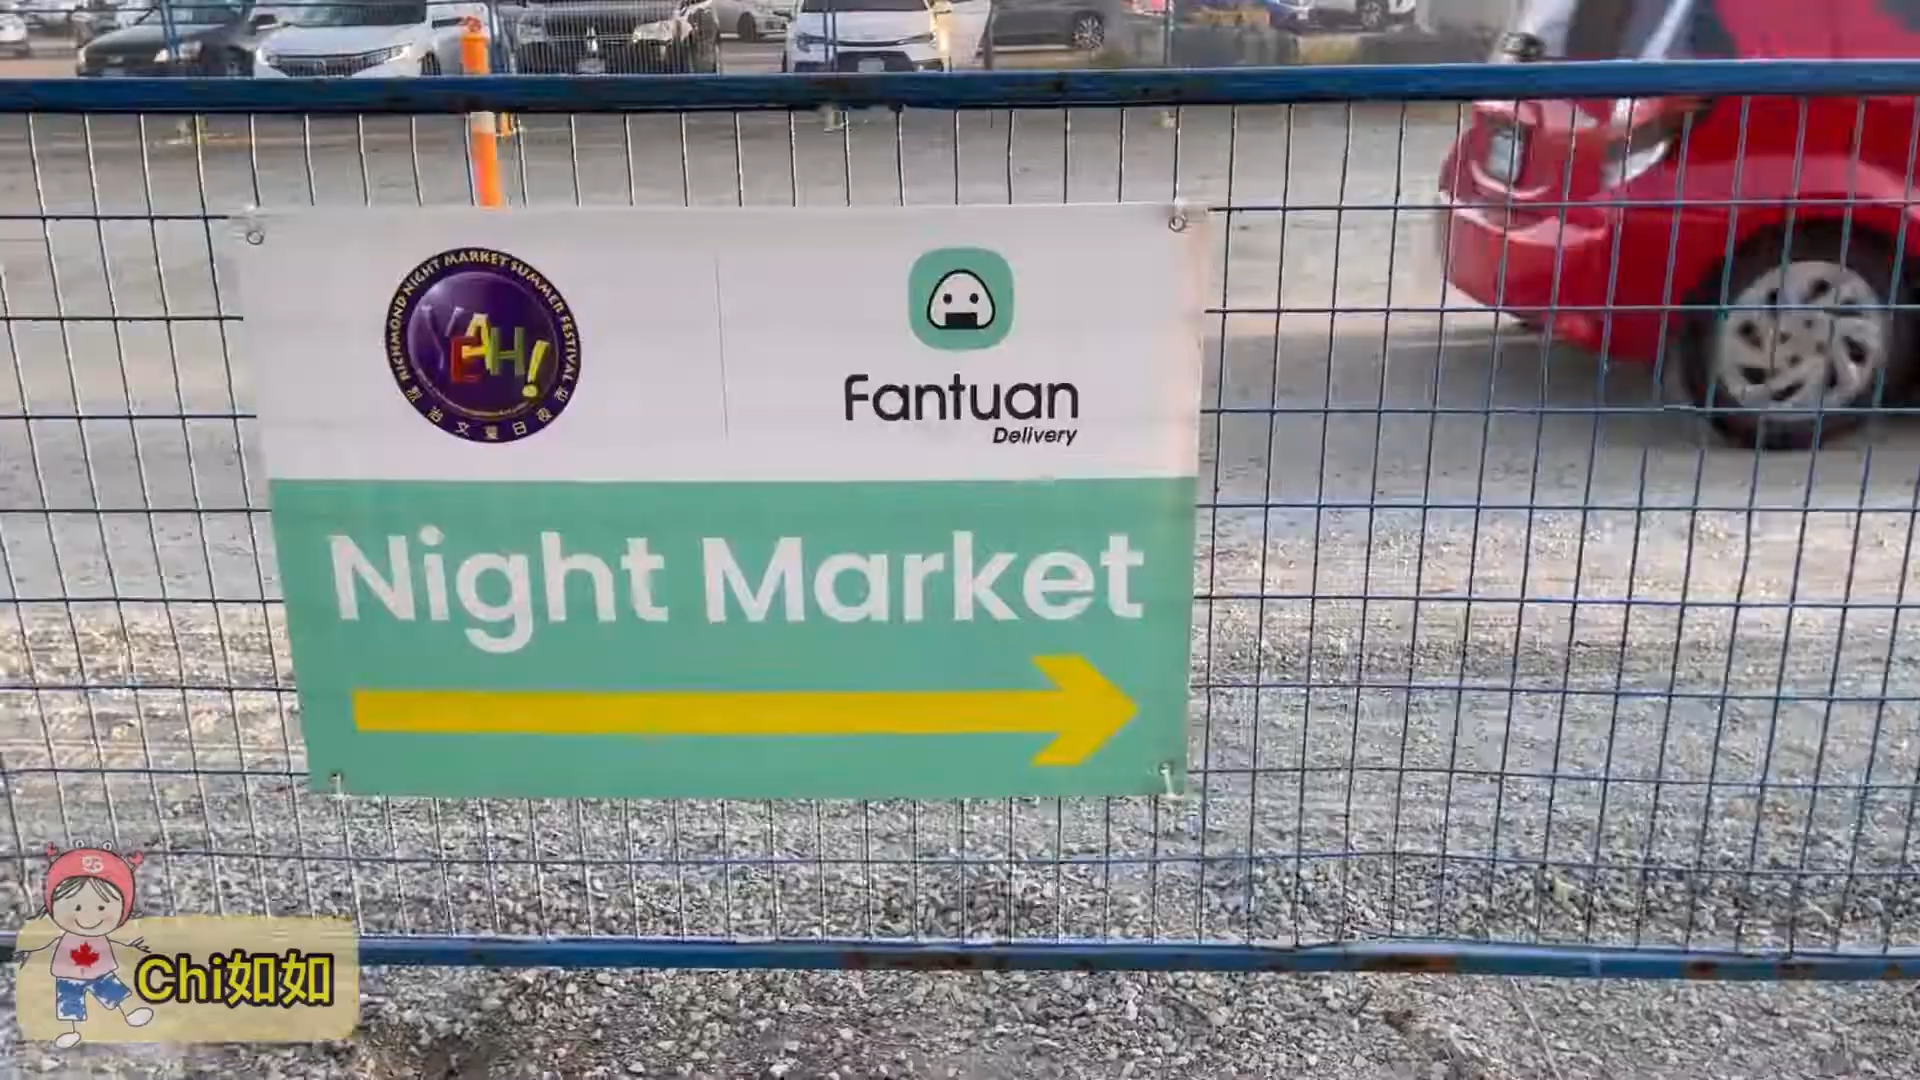 RICHMOND NIGHT MARKET SUMMER FESTIVAL
YEAH!
Fantuan
Delivery
Night Market
Chi如如